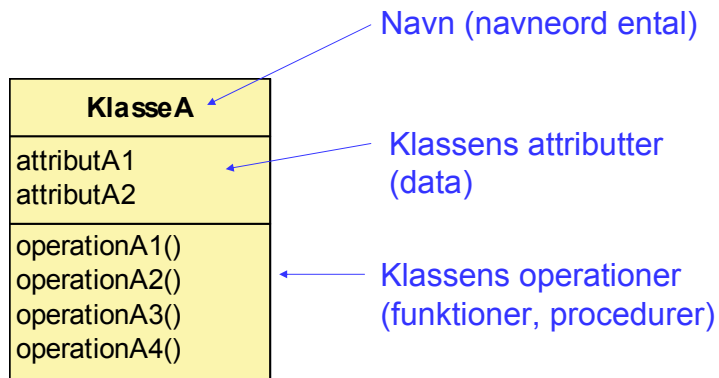 Navn (navneord ental)
KlasseA
attributA1
attributA2
Klassens attributter
(data)
operationA1()
operationA2()
operationA3()
operationA4()
Klassens operationer
(funktioner, procedurer)